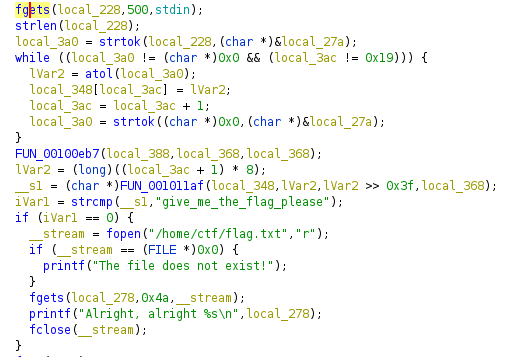 fgets(local_228,500,stdin);
strlen(local_228);
local_3a0 = strtok(local_228,(char *)&local_27a);
while ((local_3a0 != (char *)0x0 && (local_3ac != 0x19))) {
lVar2 = atol(local_3a0);
local_348[local_3ac] = lVar2;
local_3ac = local_3ac + 1;
local_3a0 = strtok((char *)0x0,(char *)&local_27a);
}
FUN_00100eb7(local_388,local_368,local_368);
lVar2 = (long)((local_3ac + 1) * 8);
__s1 = (char *)FUN_001011af(local_348,lVar2,lVar2 >> 0x3f,local_368);
iVar1 = strcmp(__s1,"give_me_the_flag_please");
if (iVar1 == 0) {
__stream = fopen("/home/ctf/flag.txt","r");
if (__stream == (FILE *)0x0) {
printf("The file does not exist!");
}
fgets(local_278,0x4a,__stream);
printf("Alright, alright %s\n",local_278);
fclose(__stream);
}